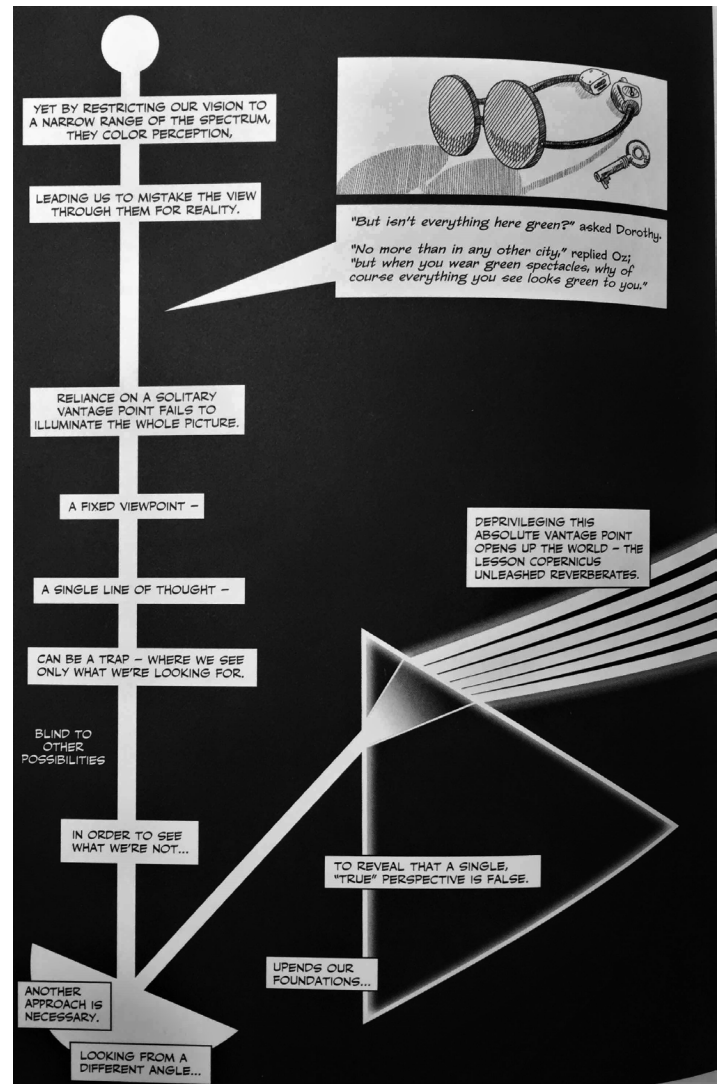 YET BY RESTRICTING OUR VISION TO
A NARROW RANGE OF THE SPECTRUM,
THEY COLOR PERCEPTION,
LEADING US TO MISTAKE THE VIEW
THROUGH THEM FOR REALITY.
"But isn't everything here green?" asked Dorothy.
"No more than in any other city," replied Oz;
"but when you wear green spectacles, why of
course everything you see looks green to you."
RELIANCE ON A SOLITARY
VANTAGE POINT FAILS TO
ILLUMINATE THE WHOLE PICTURE.
A FIXED VIEWPOINT –
A SINGLE LINE OF THOUGHT –
CAN BE A TRAP – WHERE WE SEE
ONLY WHAT WE'RE LOOKING FOR.
BLIND TO
OTHER
POSSIBILITIES
IN ORDER TO SEE
WHAT WE'RE NOT...
ANOTHER
APPROACH IS
NECESSARY.
LOOKING FROM A
DIFFERENT ANGLE...
UPENDS OUR
FOUNDATIONS...
TO REVEAL THAT A SINGLE,
"TRUE" PERSPECTIVE IS FALSE.
DEPRIVILEGING THIS
ABSOLUTE VANTAGE POINT
OPENS UP THE WORLD – THE
LESSON COPERNICUS
UNLEASHED REVERBERATES.